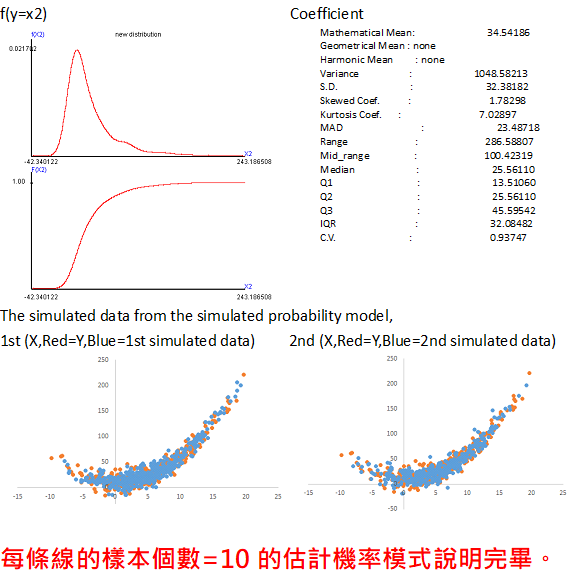 f(y=x2)
Coefficient
f(X2)
new distribution
0.021782
X2
-42.340122
243.186508
F(X2)
1.00
X2
-42.340122
243.186508
Mathematical Mean: 34.54186
Geometrical Mean : none
Harmonic Mean : none
Variance : 1048.58213
S.D. : 32.38182
Skewed Coef. : 1.78298
Kurtosis Coef. : 7.02897
MAD : 23.48718
Range : 286.58807
Mid_range : 100.42319
Median : 25.56110
Q1 : 13.51060
Q2 : 25.56110
Q3 : 45.59542
IQR : 32.08482
C.V. : 0.93747
The simulated data from the simulated probability model,
1st (X,Red=Y,Blue=1st simulated data)
2nd (X,Red=Y,Blue=2nd simulated data)
250
200
150
100
50
0
-15 -10 -5 0 5 10 15 20 25
250
200
150
100
50
0
-50
-15 -10 -5 0 5 10 15 20 25
每條線的樣本個數=10 的估計機率模式說明完畢。